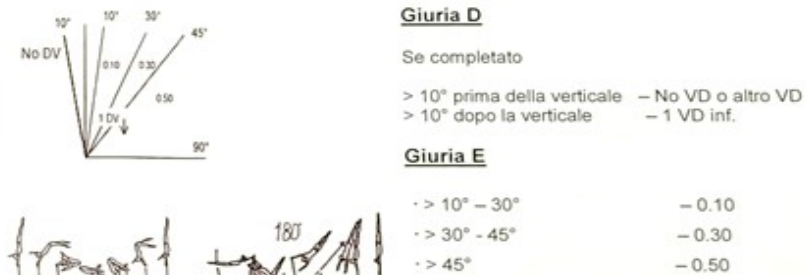 10° 10° 30° 45°
No DV
0.10 0.30
0.50
1 DV
90°
180°
Giuria D
Se completato
> 10° prima della verticale – No VD o altro VD
> 10° dopo la verticale – 1 VD inf.
Giuria E
· > 10° – 30° – 0.10
· > 30° - 45° – 0.30
· > 45° – 0.50